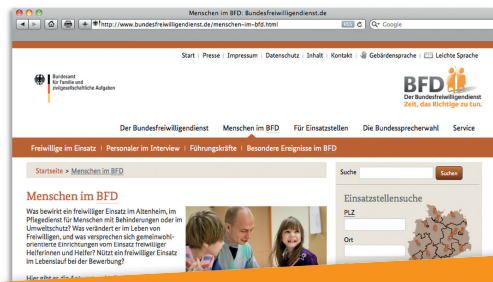 Menschen im BFD: Bundesfreiwilligendienst.de
http://www.bundesfreiwilligendienst.de/menschen-im-bfd.html
RSS
Google
Start | Presse | Impressum | Datenschutz | Inhalt | Kontakt | Gebärdensprache | Leichte Sprache
Bundesamt
für Familie und
zivilgesellschaftliche Aufgaben
BFD
Der Bundesfreiwilligendienst
Zeit, das Richtige zu tun.
Der Bundesfreiwilligendienst Menschen im BFD Für Einsatzstellen Die Bundessprecherwahl Service
Freiwillige im Einsatz | Personaler im Interview | Führungskräfte | Besondere Ereignisse im BFD
Startseite > Menschen im BFD
Suche
Suchen
Menschen im BFD
Was bewirkt ein freiwilliger Einsatz im Altenheim, im
Pflegedienst für Menschen mit Behinderungen oder im
Umweltschutz? Was verändert er im Leben von
Freiwilligen, und was versprechen sich gemeinwohl-
orientierte Einrichtungen vom Einsatz freiwilliger
Helferinnen und Helfer? Nützt ein freiwilliger Einsatz
im Lebenslauf bei der Bewerbung?
Einsatzstellensuche
PLZ
Ort